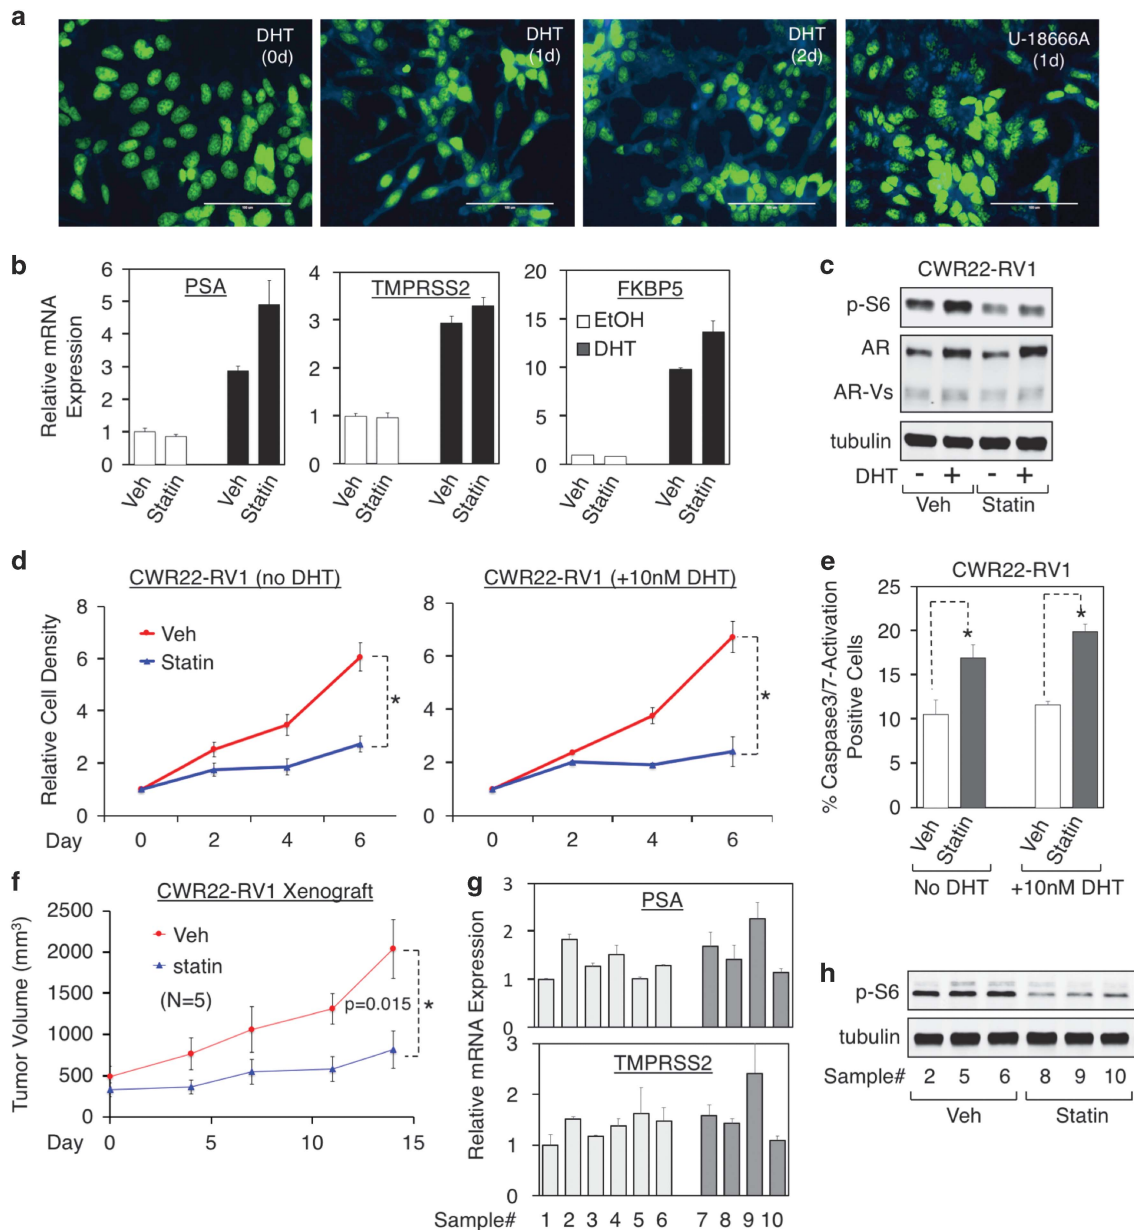 a
DHT
(0d)
DHT
(1d)
DHT
(2d)
U-18666A
(1d)
b
Relative mRNA
Expression
PSA
6
5
4
3
2
1
0
Veh
Statin
Veh
Statin
TMPRSS2
4
3
2
1
0
Veh
Statin
Veh
Statin
FKBP5
EtOH
DHT
20
15
10
5
0
Veh
Statin
Veh
Statin
c
CWR22-RV1
p-S6
AR
AR-Vs
tubulin
DHT - + - +
Veh Statin
d
CWR22-RV1 (no DHT)
Relative Cell Density
8
6
4
2
0
Veh
Statin
*
Day 0 2 4 6
CWR22-RV1 (+10nM DHT)
8
6
4
2
0
*
0 2 4 6
e
CWR22-RV1
% Caspase3/7-Activation
Positive Cells
25
20
15
10
5
0
* *
Veh
Statin
Veh
Statin
No DHT +10nM DHT
f
CWR22-RV1 Xenograft
Tumor Volume (mm³)
2500
2000
1500
1000
500
0
Veh
statin
(N=5)
p=0.015
*
Day 0 5 10 15
g
Relative mRNA Expression
PSA
3
2
1
0
TMPRSS2
3
2
1
0
Sample# 1 2 3 4 5 6 7 8 9 10
h
p-S6
tubulin
Sample# 2 5 6 8 9 10
Veh Statin